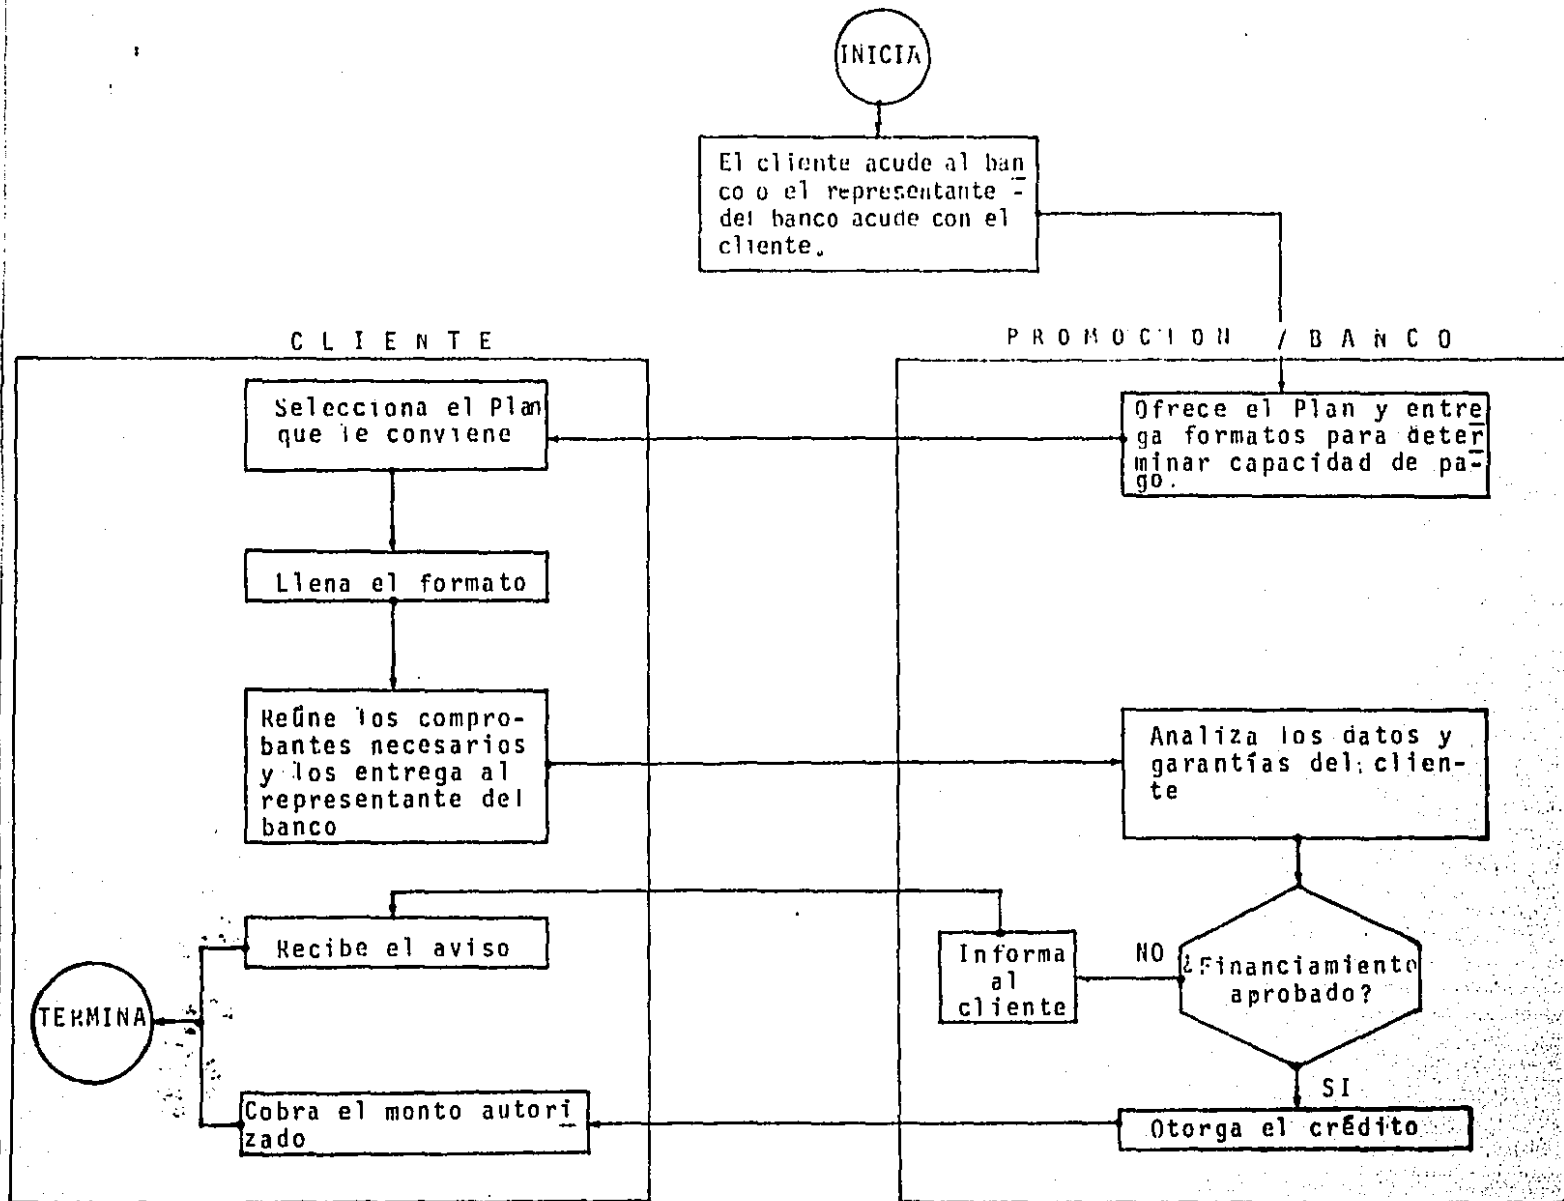 INICIA
El cliente acude al ban
co o el representante -
del banco acude con el
cliente.
C L I E N T E
P R O M O C I O N / B A N C O
Selecciona el Plan
que le conviene
Ofrece el Plan y entre
ga formatos para deter
minar capacidad de pa-
go.
Llena el formato
Reúne los compro-
bantes necesarios
y los entrega al
representante del
banco
Analiza los datos y
garantías del clien-
te
Recibe el aviso
Informa
al
cliente
NO
¿Financiamiento
aprobado?
TERMINA
SI
Cobra el monto autori
zado
Otorga el crédito